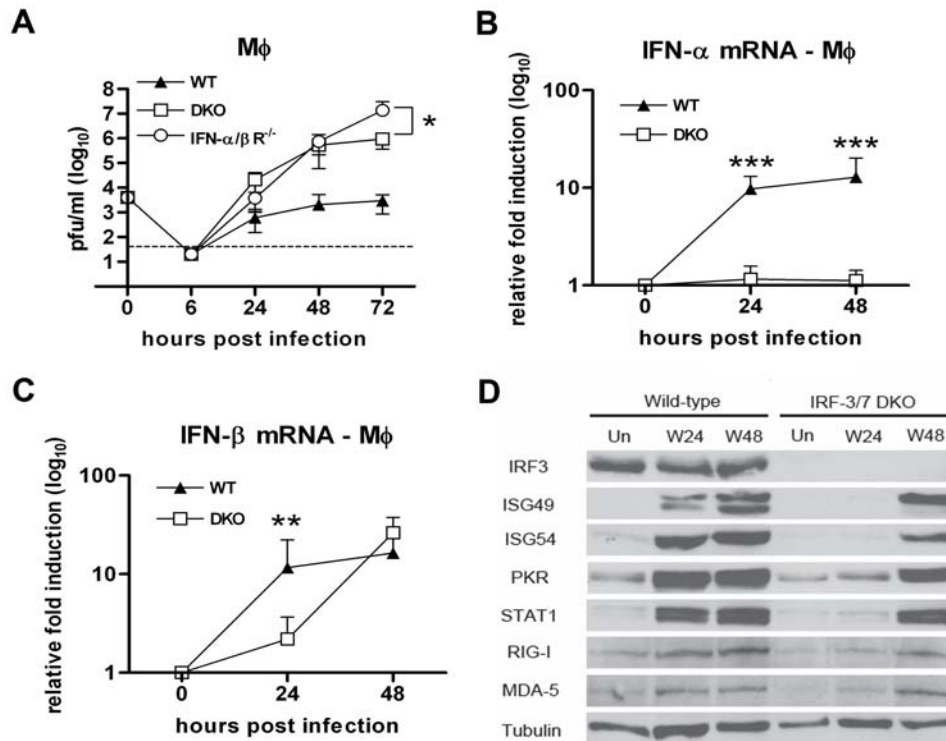 A
Mϕ
WT
DKO
IFN-α/β R-/-
*
pfu/ml (log10)
8
7
6
5
4
3
2
1
0 6 24 48 72
hours post infection
B
IFN-α mRNA - Mϕ
WT
DKO
*** ***
relative fold induction (log10)
100
10
1
0 24 48
hours post infection
C
IFN-β mRNA - Mϕ
WT
DKO
**
relative fold induction (log10)
100
10
1
0 24 48
hours post infection
D
Wild-type IRF-3/7 DKO
Un W24 W48 Un W24 W48
IRF3
ISG49
ISG54
PKR
STAT1
RIG-I
MDA-5
Tubulin